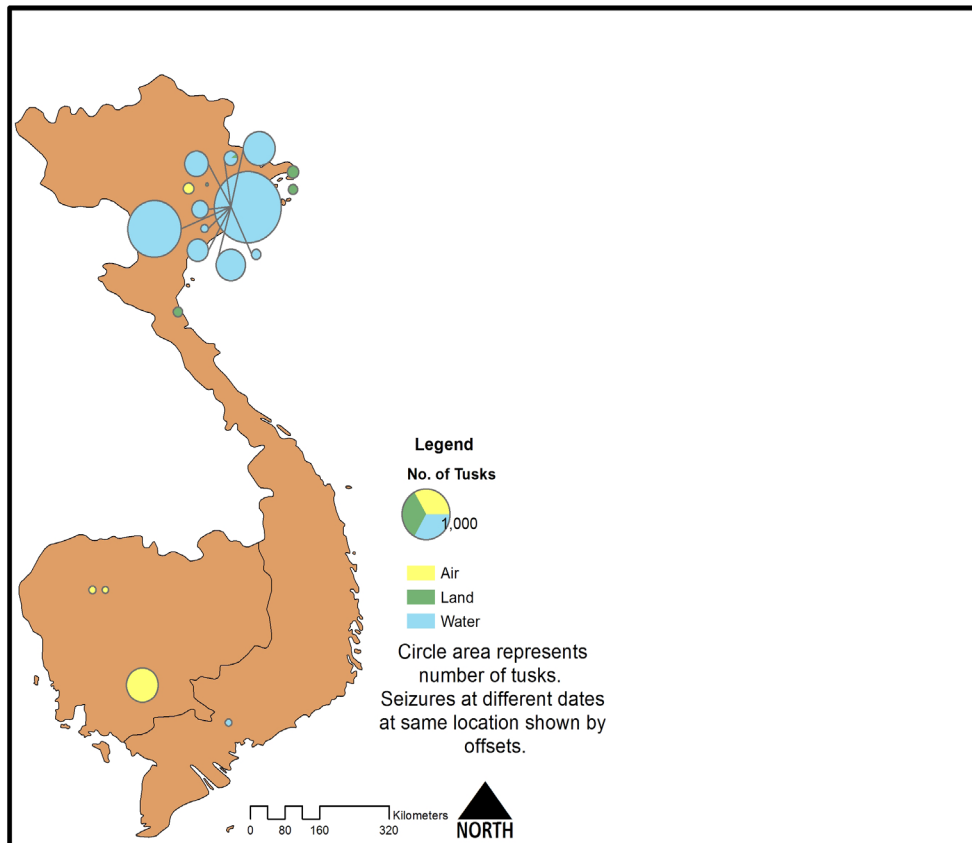 Legend
No. of Tusks
1,000
Air
Land
Water
Circle area represents
number of tusks.
Seizures at different dates
at same location shown by
offsets.
Kilometers
0 80 160 320
NORTH